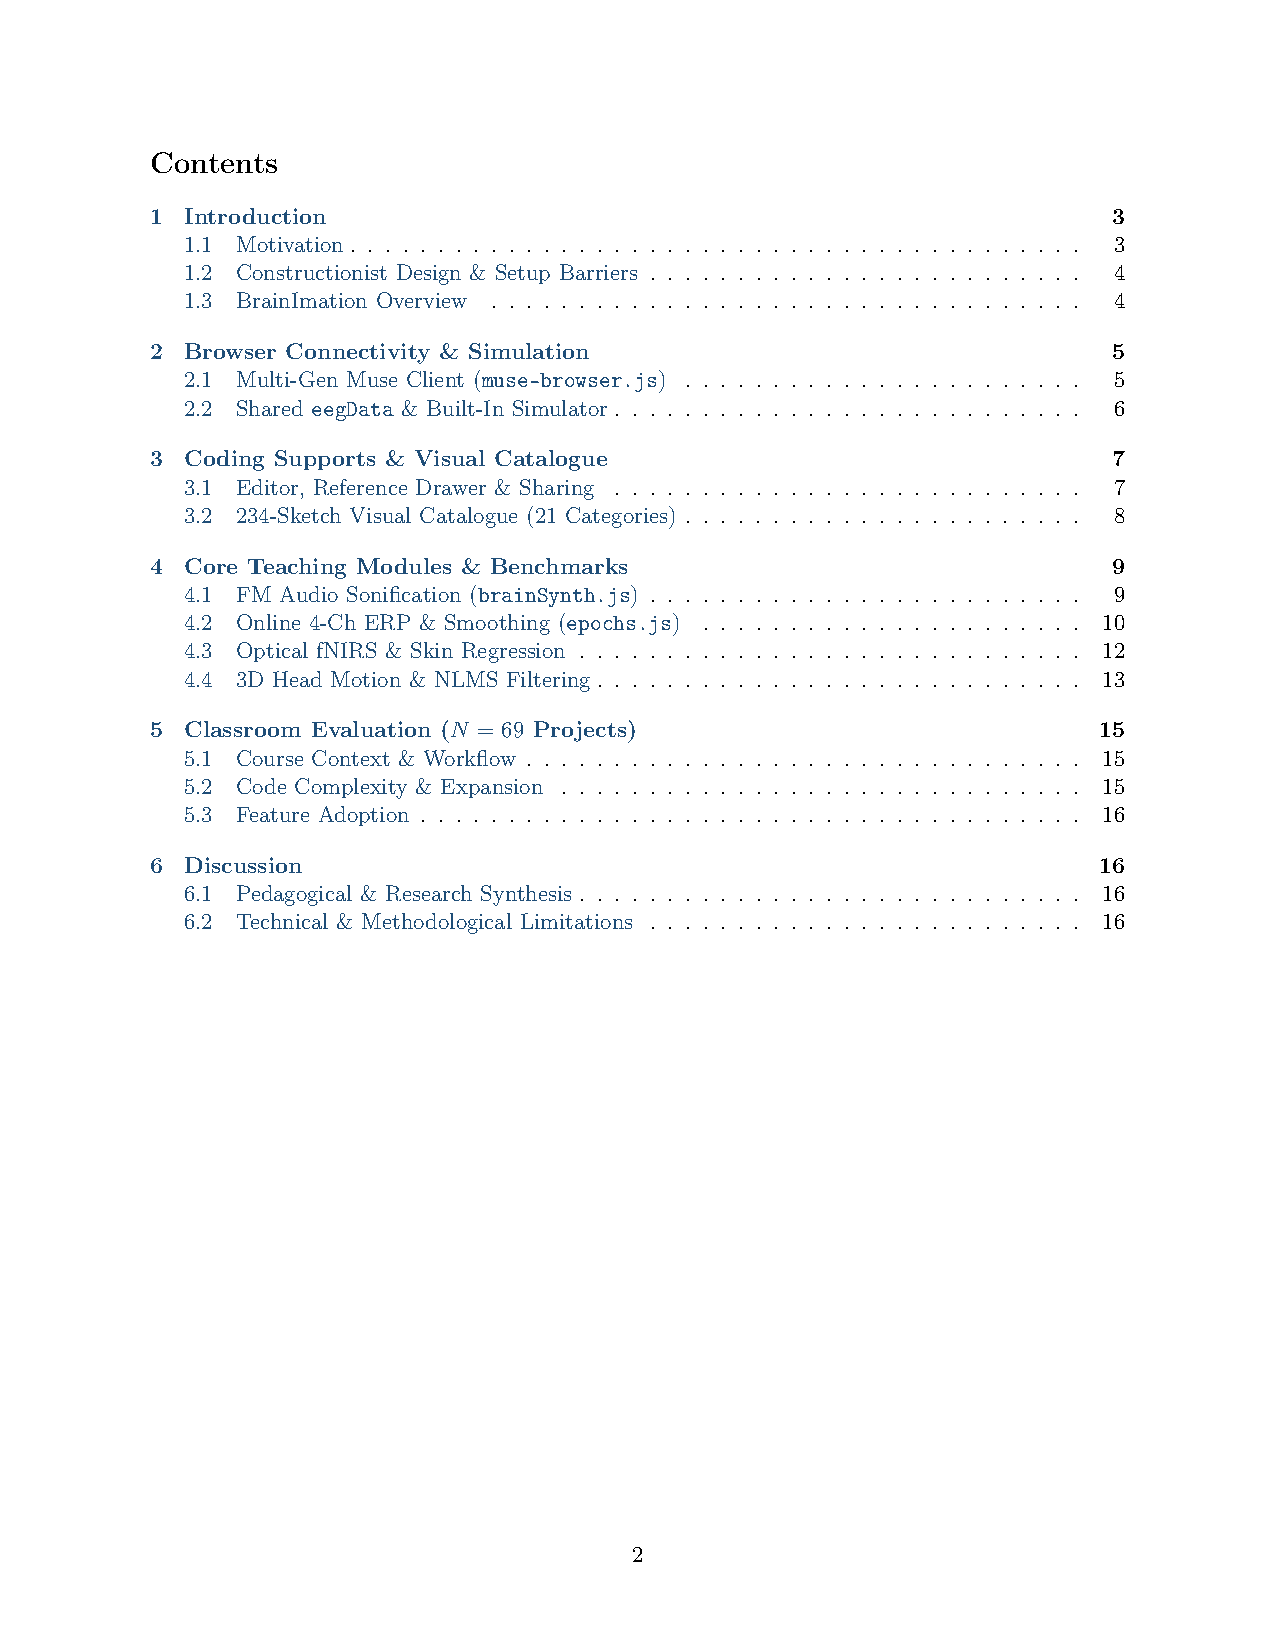 Contents
1 Introduction 3
1.1 Motivation . . . . . . . . . . . . . . . . . . . . . . . . . . . . . . . . . . . . . . . . . . 3
1.2 Constructionist Design & Setup Barriers . . . . . . . . . . . . . . . . . . . . . . . . . 4
1.3 BrainImation Overview . . . . . . . . . . . . . . . . . . . . . . . . . . . . . . . . . . 4
2 Browser Connectivity & Simulation 5
2.1 Multi-Gen Muse Client (muse-browser.js) . . . . . . . . . . . . . . . . . . . . . . . 5
2.2 Shared eegData & Built-In Simulator . . . . . . . . . . . . . . . . . . . . . . . . . . . 6
3 Coding Supports & Visual Catalogue 7
3.1 Editor, Reference Drawer & Sharing . . . . . . . . . . . . . . . . . . . . . . . . . . . 7
3.2 234-Sketch Visual Catalogue (21 Categories) . . . . . . . . . . . . . . . . . . . . . . . 8
4 Core Teaching Modules & Benchmarks 9
4.1 FM Audio Sonification (brainSynth.js) . . . . . . . . . . . . . . . . . . . . . . . . . 9
4.2 Online 4-Ch ERP & Smoothing (epochs.js) . . . . . . . . . . . . . . . . . . . . . . 10
4.3 Optical fNIRS & Skin Regression . . . . . . . . . . . . . . . . . . . . . . . . . . . . . 12
4.4 3D Head Motion & NLMS Filtering . . . . . . . . . . . . . . . . . . . . . . . . . . . . 13
5 Classroom Evaluation (N = 69 Projects) 15
5.1 Course Context & Workflow . . . . . . . . . . . . . . . . . . . . . . . . . . . . . . . . 15
5.2 Code Complexity & Expansion . . . . . . . . . . . . . . . . . . . . . . . . . . . . . . 15
5.3 Feature Adoption . . . . . . . . . . . . . . . . . . . . . . . . . . . . . . . . . . . . . . 16
6 Discussion 16
6.1 Pedagogical & Research Synthesis . . . . . . . . . . . . . . . . . . . . . . . . . . . . . 16
6.2 Technical & Methodological Limitations . . . . . . . . . . . . . . . . . . . . . . . . . 16
2